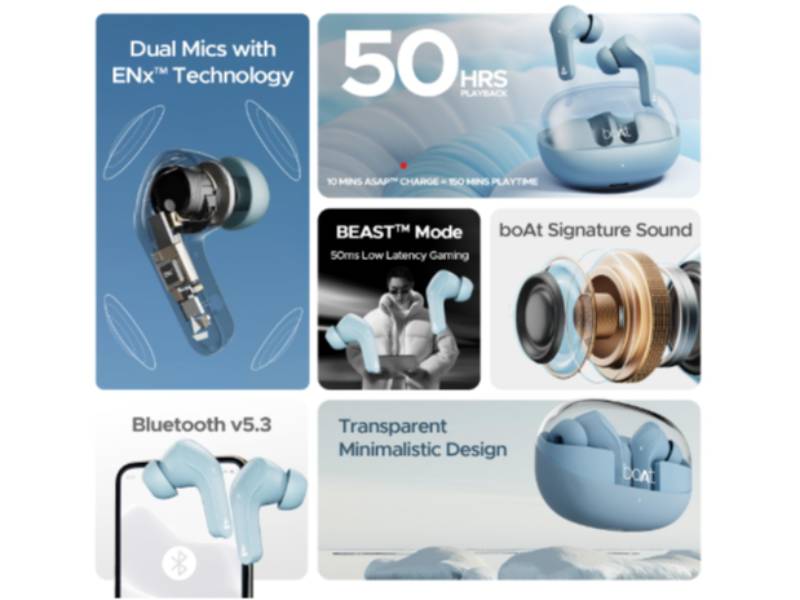 Dual Mics with
ENx™ Technology
50 HRS
PLAYBACK
boAt
10 MINS ASAP™ CHARGE = 150 MINS PLAYTIME
BEAST™ Mode
50ms Low Latency Gaming
boAt Signature Sound
Bluetooth v5.3
Transparent
Minimalistic Design
boAt